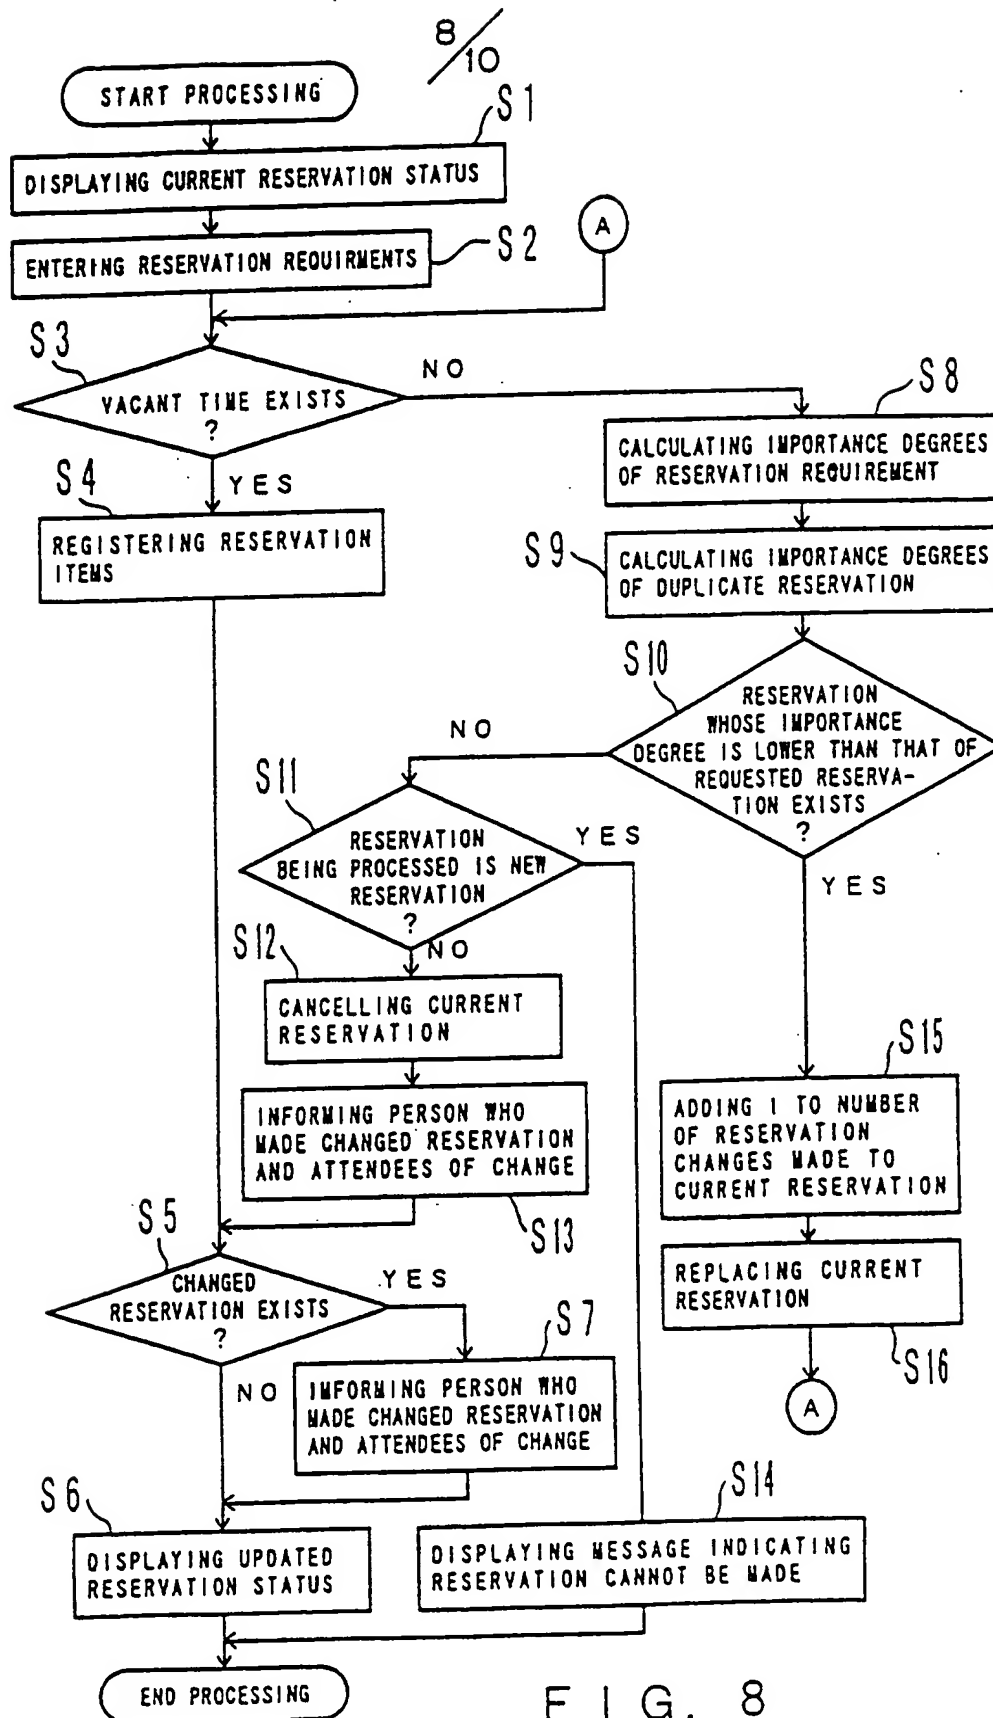 8/10
START PROCESSING
S1
DISPLAYING CURRENT RESERVATION STATUS
A
S2
ENTERING RESERVATION REQUIRMENTS
S3
VACANT TIME EXISTS
?
NO
YES
S4
REGISTERING RESERVATION
ITEMS
S8
CALCULATING IMPORTANCE DEGREES
OF RESERVATION REQUIREMENT
S9
CALCULATING IMPORTANCE DEGREES
OF DUPLICATE RESERVATION
S10
RESERVATION
WHOSE IMPORTANCE
DEGREE IS LOWER THAN THAT OF
REQUESTED RESERVA-
TION EXISTS
?
NO
YES
S11
RESERVATION
BEING PROCESSED IS NEW
RESERVATION
?
YES
NO
S12
CANCELLING CURRENT
RESERVATION
INFORMING PERSON WHO
MADE CHANGED RESERVATION
AND ATTENDEES OF CHANGE
S13
S15
ADDING 1 TO NUMBER
OF RESERVATION
CHANGES MADE TO
CURRENT RESERVATION
REPLACING CURRENT
RESERVATION
S16
A
S5
CHANGED
RESERVATION EXISTS
?
YES
NO
S7
IMFORMING PERSON WHO
MADE CHANGED RESERVATION
AND ATTENDEES OF CHANGE
S6
DISPLAYING UPDATED
RESERVATION STATUS
S14
DISPLAYING MESSAGE INDICATING
RESERVATION CANNOT BE MADE
END PROCESSING
FIG. 8